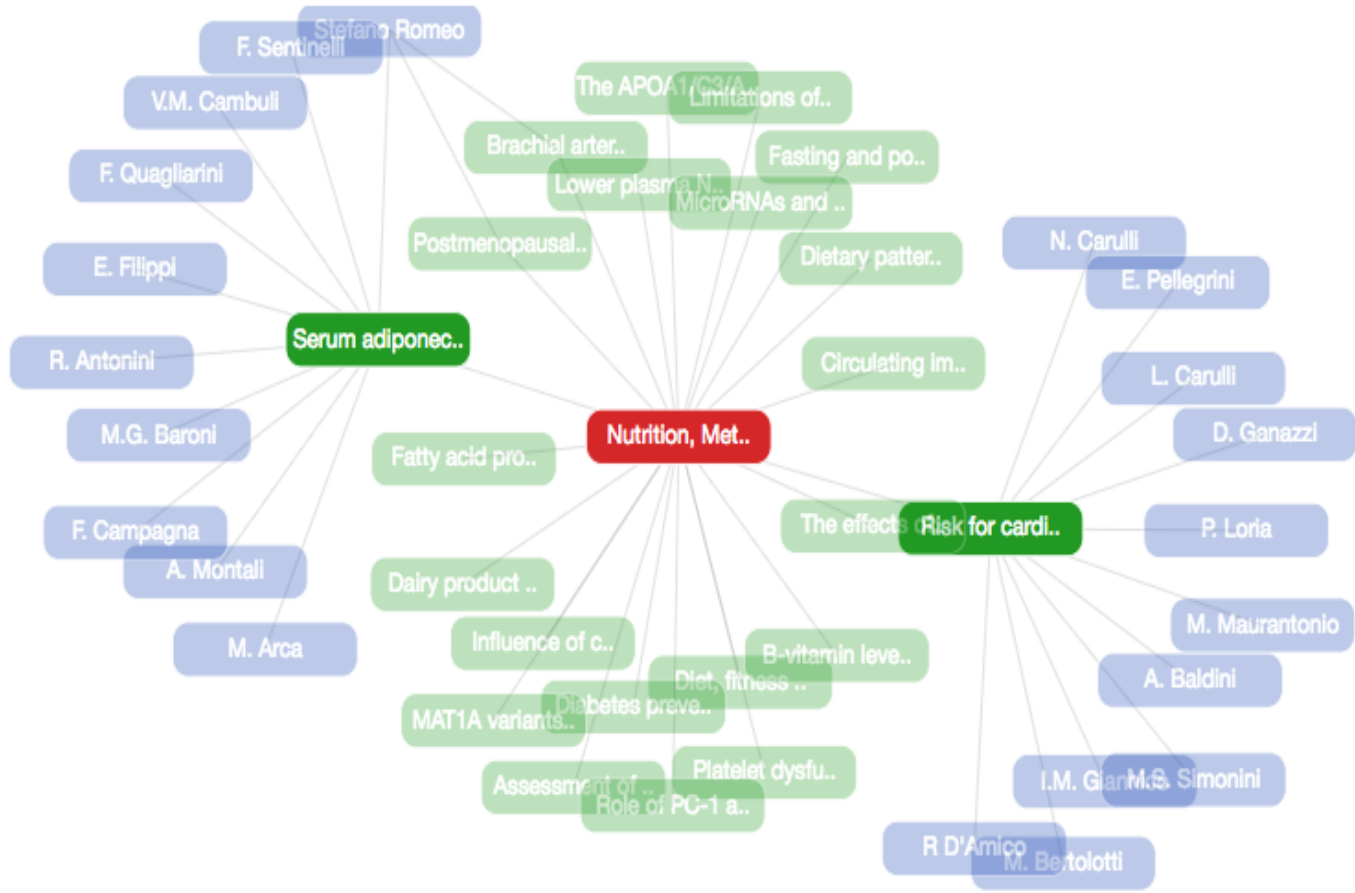 Stefano Romeo
F. Sentinelli
V.M. Cambuli
The APOA1/C3/A..
Limitations of..
Brachial arter..
Fasting and po..
F. Quagliarini
Lower plasma N..
MicroRNAs and ..
Postmenopausal..
Dietary patter..
N. Carulli
E. Filippi
E. Pellegrini
Serum adiponec..
R. Antonini
Circulating im..
L. Carulli
M.G. Baroni
Nutrition, Met..
D. Ganazzi
Fatty acid pro..
F. Campagna
The effects
Risk for cardi..
P. Loria
A. Montali
Dairy product ..
M. Arca
Influence of c..
B-vitamin leve..
M. Maurantonio
Diet, fitness ..
A. Baldini
MAT1A variants..
Diabetes preve..
Assessment of ..
Platelet dysfu..
Role of PC-1 a..
I.M.
M.S. Simonini
R D'Amico
M. Bertolotti